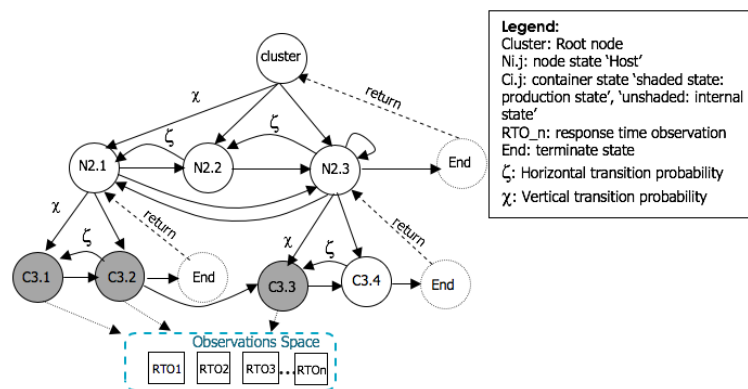 cluster
χ
ζ
ζ
return
N2.1
N2.2
N2.3
End
χ
ζ
return
χ
ζ
return
C3.1
C3.2
End
C3.3
C3.4
End
Observations Space
RTO1 RTO2 RTO3 ... RTOn
Legend:
Cluster: Root node
Ni.j: node state ‘Host’
Ci.j: container state ‘shaded state:
production state’, ‘unshaded: internal
state’
RTO_n: response time observation
End: terminate state
ζ: Horizontal transition probability
χ: Vertical transition probability